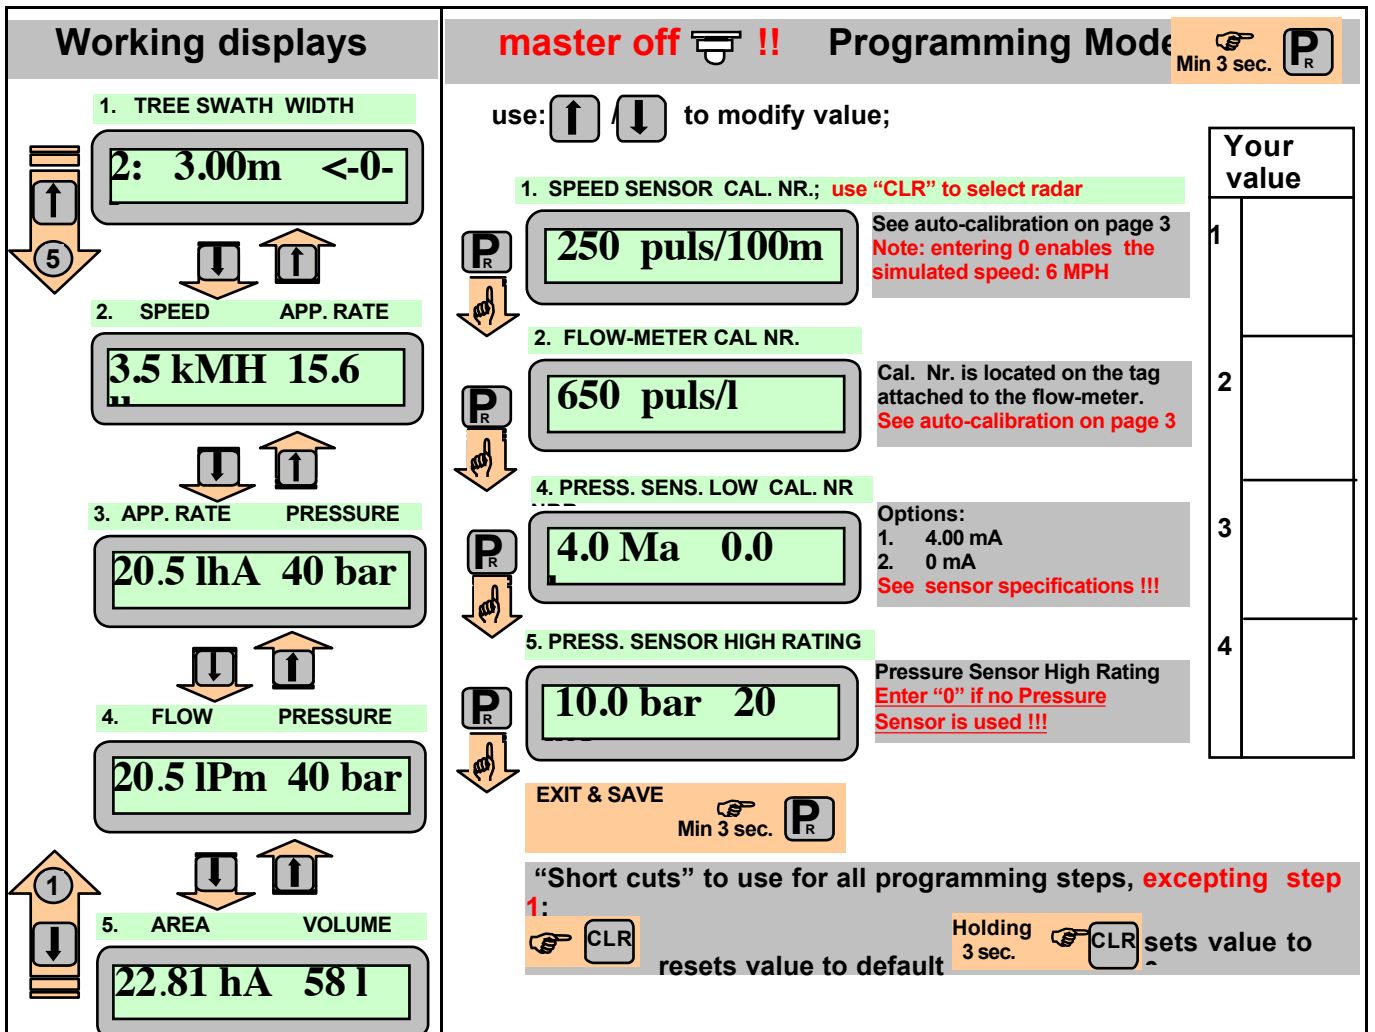 Working displays
1. TREE SWATH WIDTH
2: 3.00m <-0-
5
2. SPEED APP. RATE
3.5 kMH 15.6
3. APP. RATE PRESSURE
20.5 lhA 40 bar
4. FLOW PRESSURE
20.5 lPm 40 bar
1
5. AREA VOLUME
22.81 hA 58 l
master off !! Programming Mode
Min 3 sec. PR
use: / to modify value;
1. SPEED SENSOR CAL. NR.; use “CLR” to select radar
PR
250 puls/100m
See auto-calibration on page 3
Note: entering 0 enables the
simulated speed: 6 MPH
2. FLOW-METER CAL NR.
PR
650 puls/l
Cal. Nr. is located on the tag
attached to the flow-meter.
See auto-calibration on page 3
4. PRESS. SENS. LOW CAL. NR
PR
4.0 Ma 0.0
Options:
1. 4.00 mA
2. 0 mA
See sensor specifications !!!
5. PRESS. SENSOR HIGH RATING
PR
10.0 bar 20
Pressure Sensor High Rating
Enter “0” if no Pressure
Sensor is used !!!
EXIT & SAVE
Min 3 sec. PR
“Short cuts” to use for all programming steps, excepting step
1:
CLR
resets value to default
Holding
3 sec.
CLR sets value to
Your
value
1
2
3
4